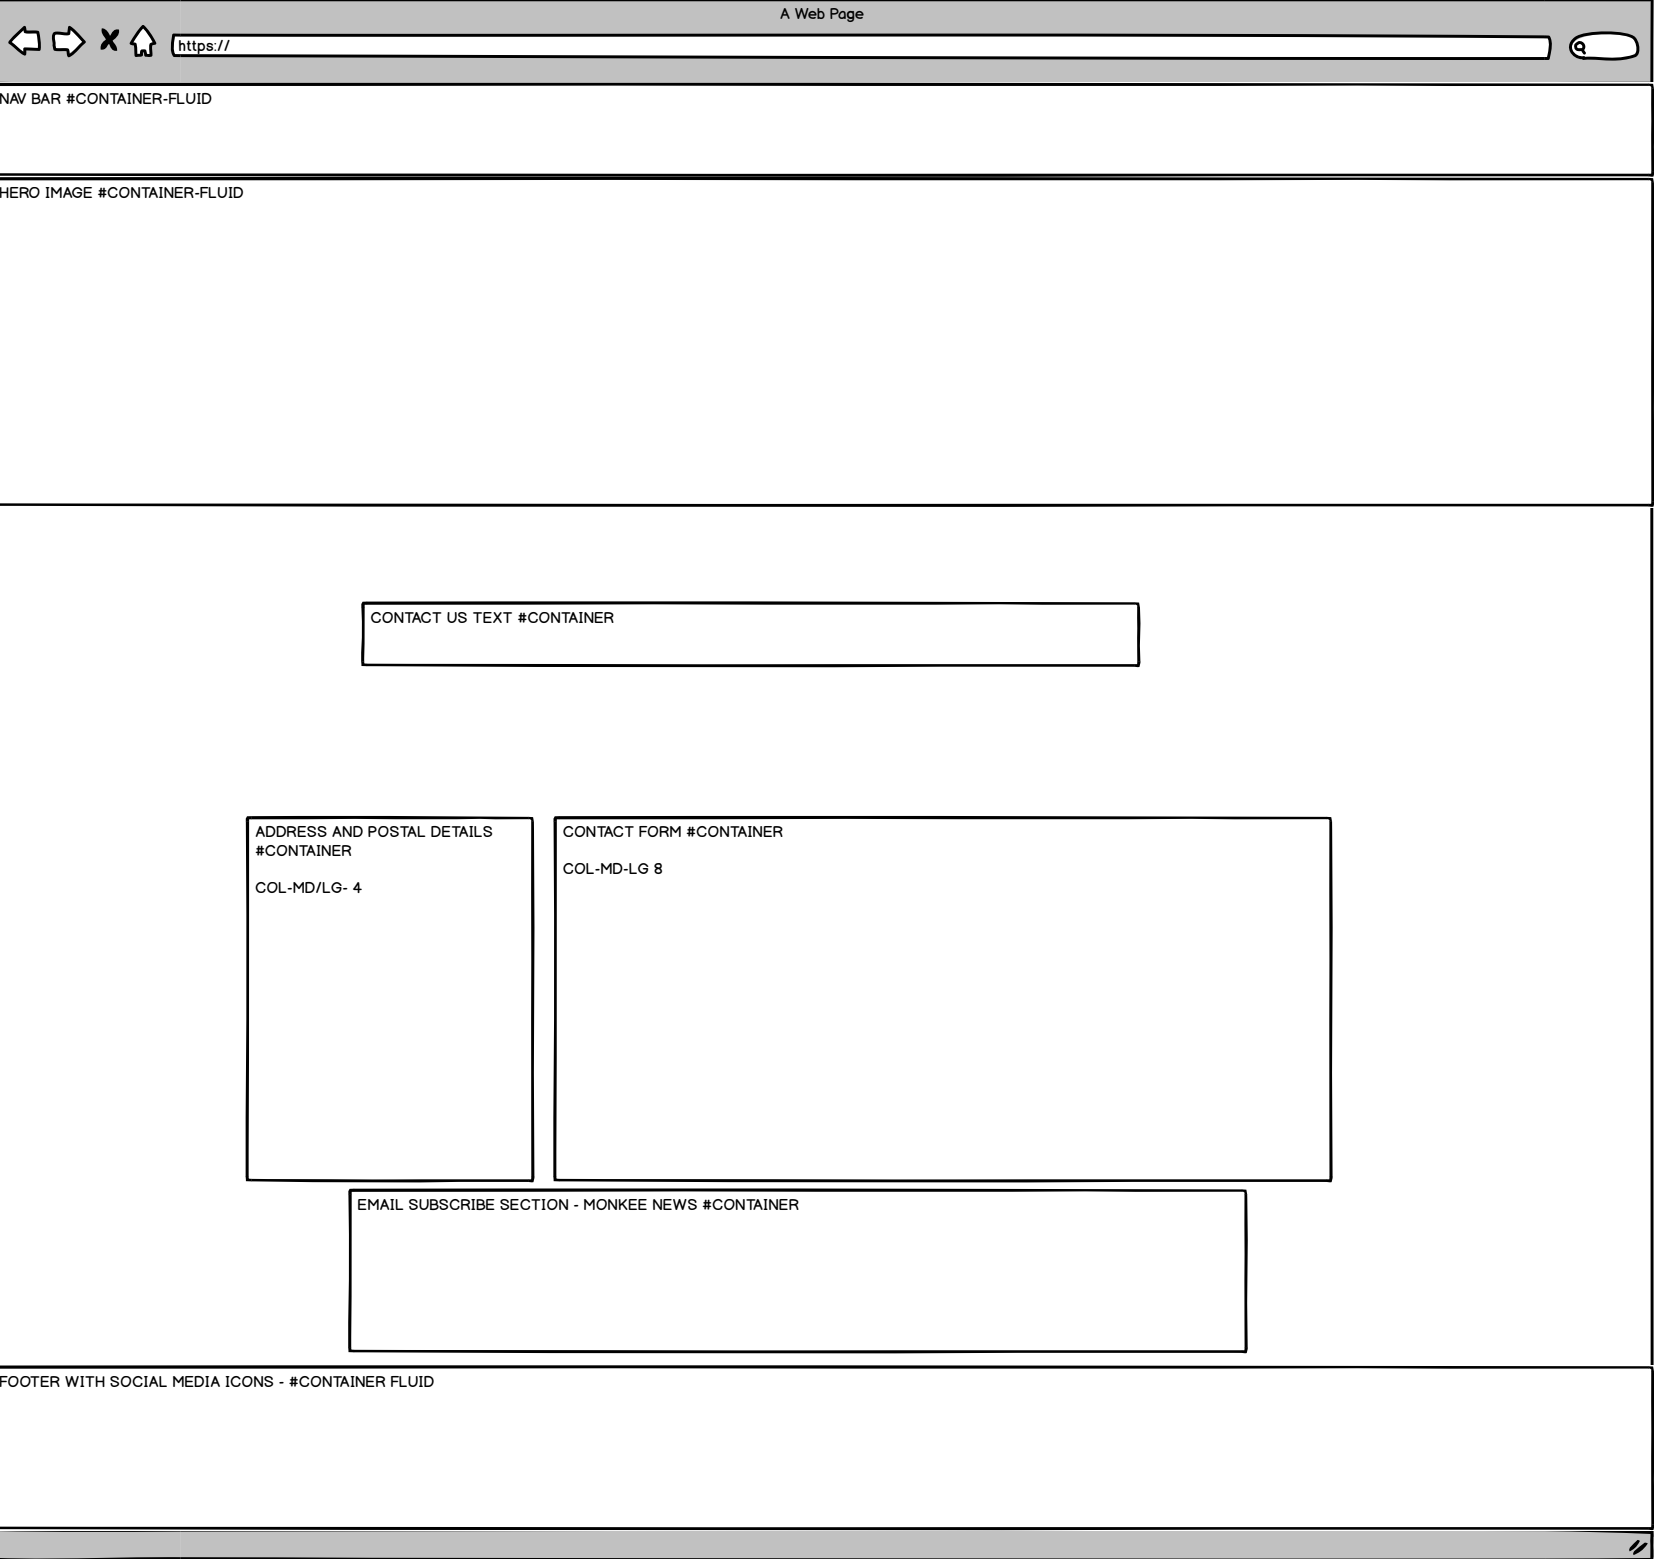 A Web Page
https://
NAV BAR #CONTAINER-FLUID
HERO IMAGE #CONTAINER-FLUID
CONTACT US TEXT #CONTAINER
ADDRESS AND POSTAL DETAILS
#CONTAINER
COL-MD/LG- 4
CONTACT FORM #CONTAINER
COL-MD-LG 8
EMAIL SUBSCRIBE SECTION - MONKEE NEWS #CONTAINER
FOOTER WITH SOCIAL MEDIA ICONS - #CONTAINER FLUID